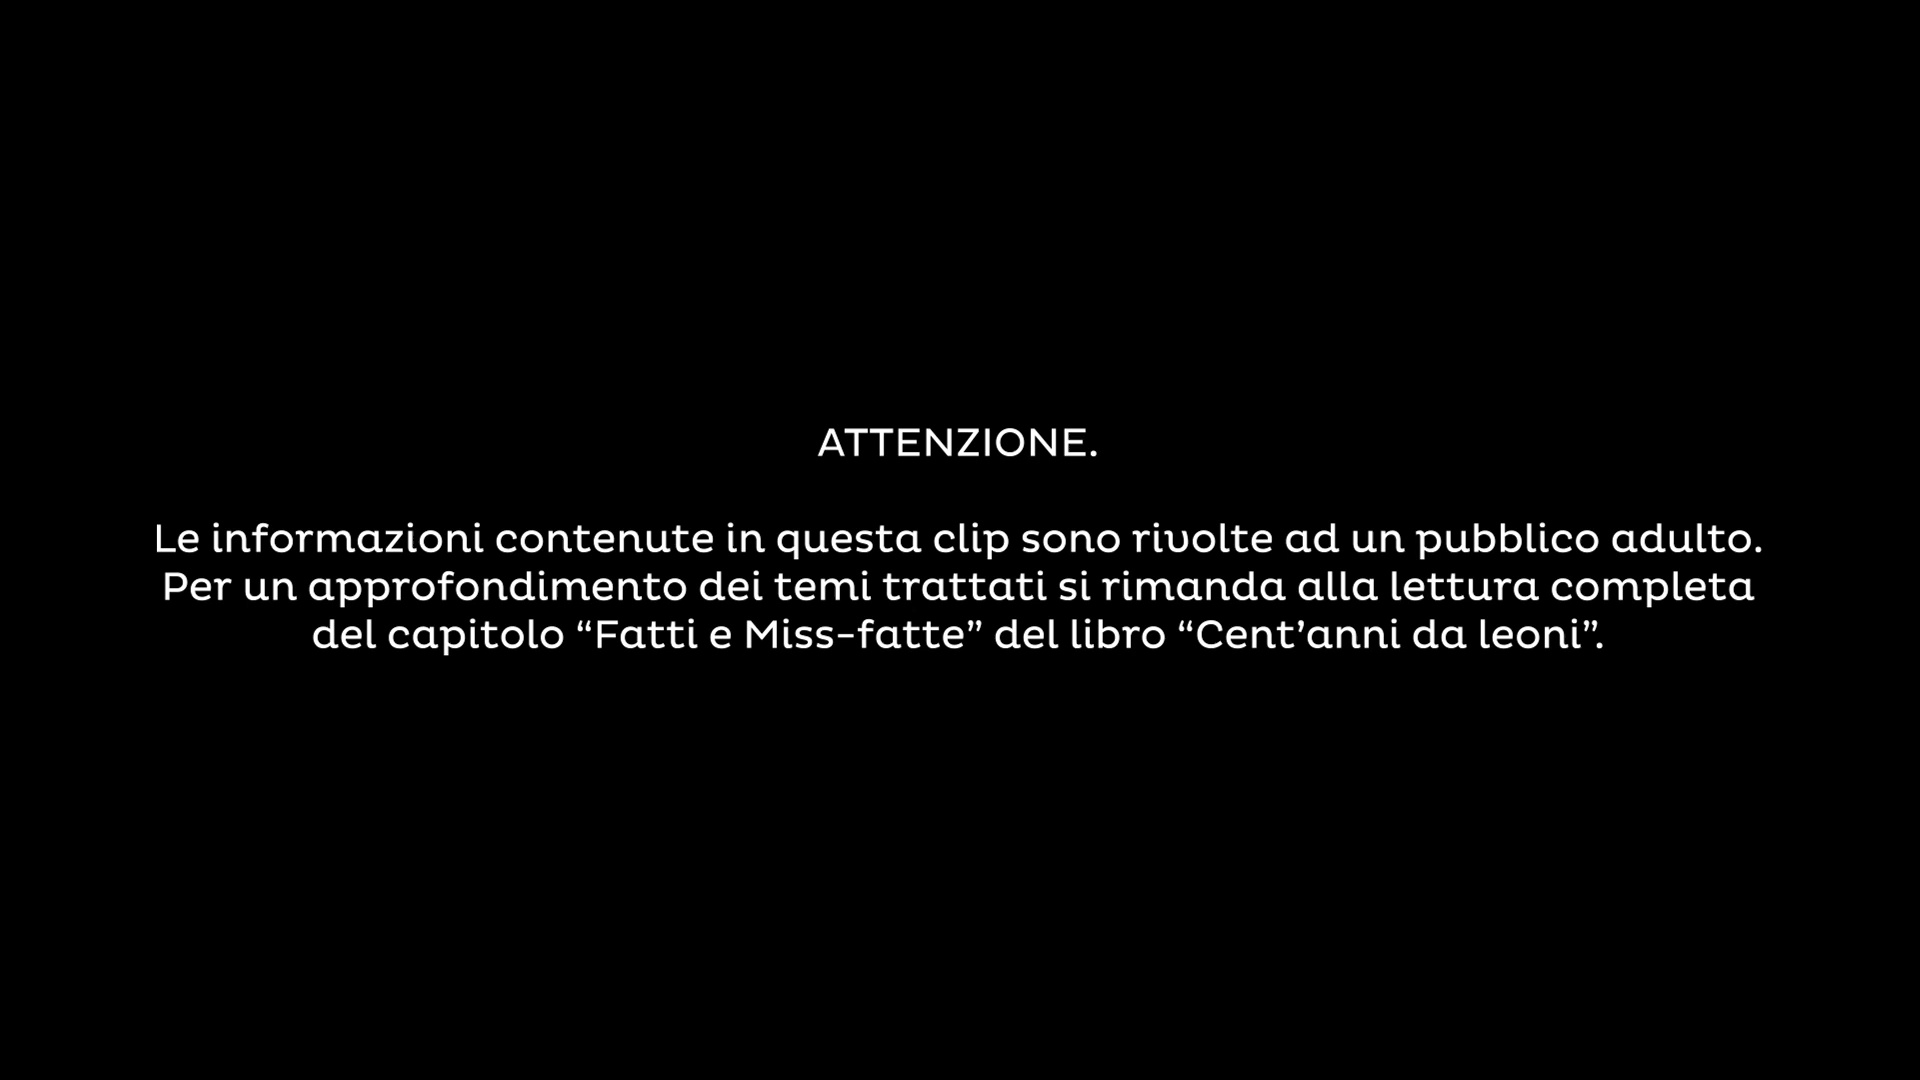 ATTENZIONE.
Le informazioni contenute in questa clip sono rivolte ad un pubblico adulto.
Per un approfondimento dei temi trattati si rimanda alla lettura completa
del capitolo “Fatti e Miss-fatte” del libro “Cent’anni da leoni”.